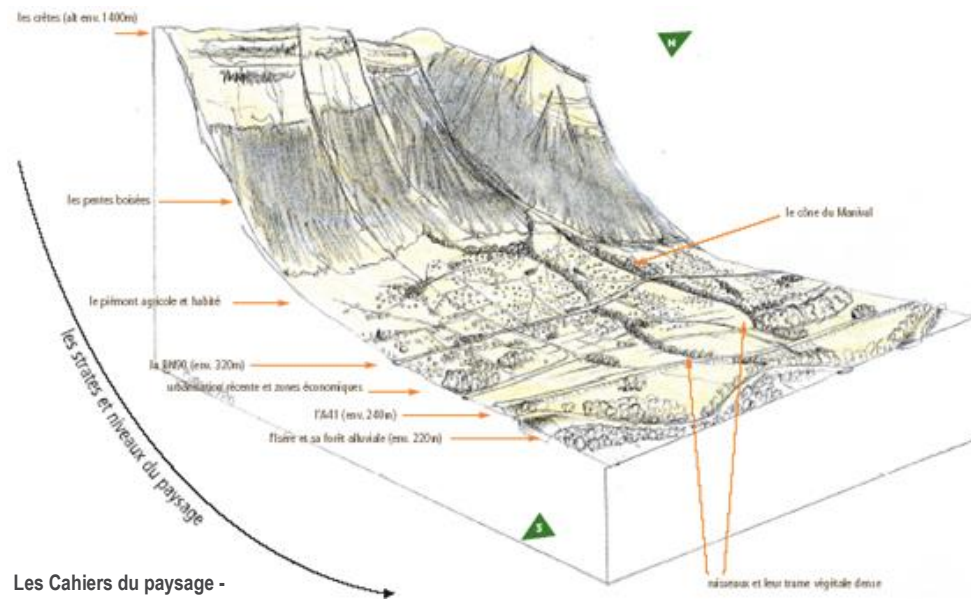 les crêtes (alt env. 1400m)
N
les pentes boisées
le cône du Manival
le piémont agricole et habité
la RN90 (env. 320m)
urbanisation récente et zones économiques
l'A41 (env. 240m)
l'Isère et sa forêt alluviale (env. 220m)
les strates et niveaux du paysage
S
ruisseaux et leur trame végétale dense
Les Cahiers du paysage -